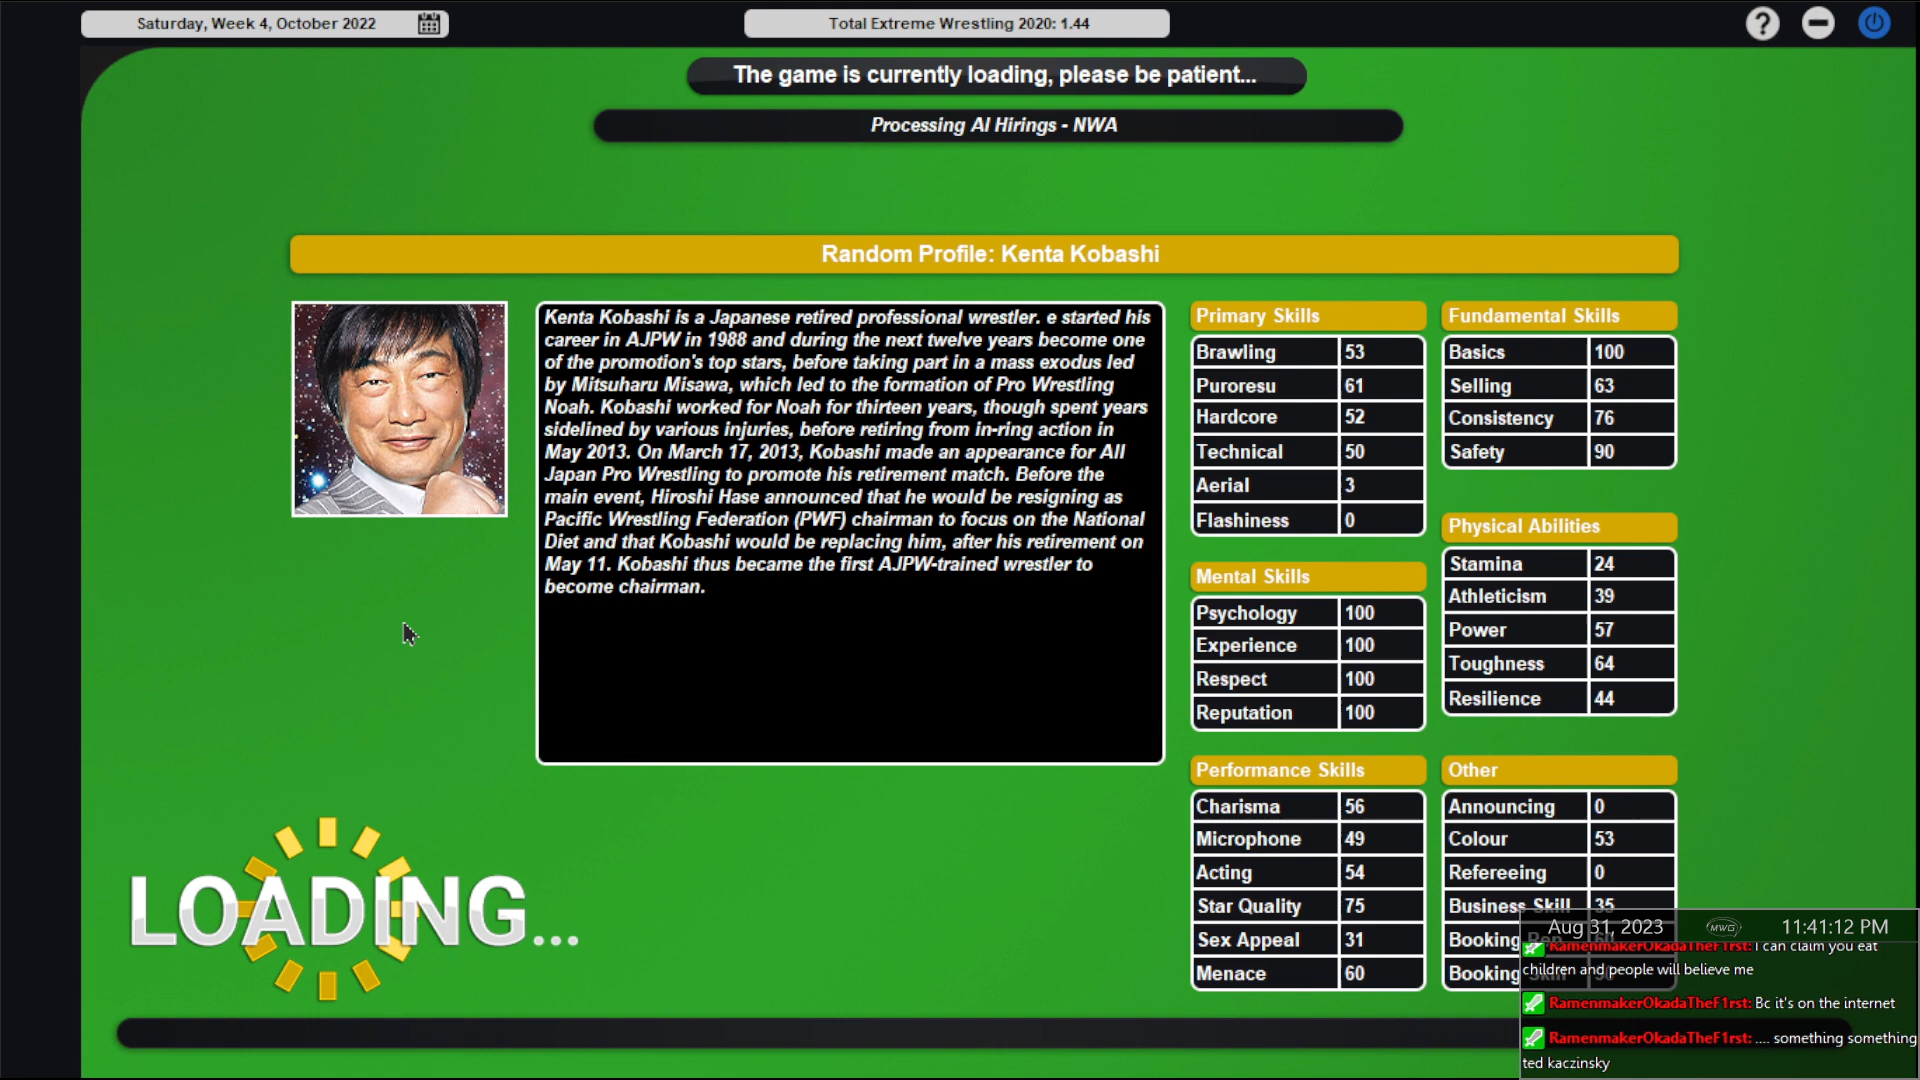 Saturday, Week 4, October 2022
Total Extreme Wrestling 2020: 1.44
?
The game is currently loading, please be patient...
Processing AI Hirings - NWA
Random Profile: Kenta Kobashi
Kenta Kobashi is a Japanese retired professional wrestler. e started his
career in AJPW in 1988 and during the next twelve years become one
of the promotion's top stars, before taking part in a mass exodus led
by Mitsuharu Misawa, which led to the formation of Pro Wrestling
Noah. Kobashi worked for Noah for thirteen years, though spent years
sidelined by various injuries, before retiring from in-ring action in
May 2013. On March 17, 2013, Kobashi made an appearance for All
Japan Pro Wrestling to promote his retirement match. Before the
main event, Hiroshi Hase announced that he would be resigning as
Pacific Wrestling Federation (PWF) chairman to focus on the National
Diet and that Kobashi would be replacing him, after his retirement on
May 11. Kobashi thus became the first AJPW-trained wrestler to
become chairman.
Primary Skills
Brawling 53
Puroresu 61
Hardcore 52
Technical 50
Aerial 3
Flashiness 0
Mental Skills
Psychology 100
Experience 100
Respect 100
Reputation 100
Performance Skills
Charisma 56
Microphone 49
Acting 54
Star Quality 75
Sex Appeal 31
Menace 60
Fundamental Skills
Basics 100
Selling 63
Consistency 76
Safety 90
Physical Abilities
Stamina 24
Athleticism 39
Power 57
Toughness 64
Resilience 44
Other
Announcing 0
Colour 53
Refereeing 0
Business Skill 35
Booking Rep
Booking Skill
LOADING...
Aug 31, 2023 MWG 11:41:12 PM
RamenmakerOkadaTheF1rst: I can claim you eat
children and people will believe me
RamenmakerOkadaTheF1rst: Bc it's on the internet
RamenmakerOkadaTheF1rst: .... something something
ted kaczinsky